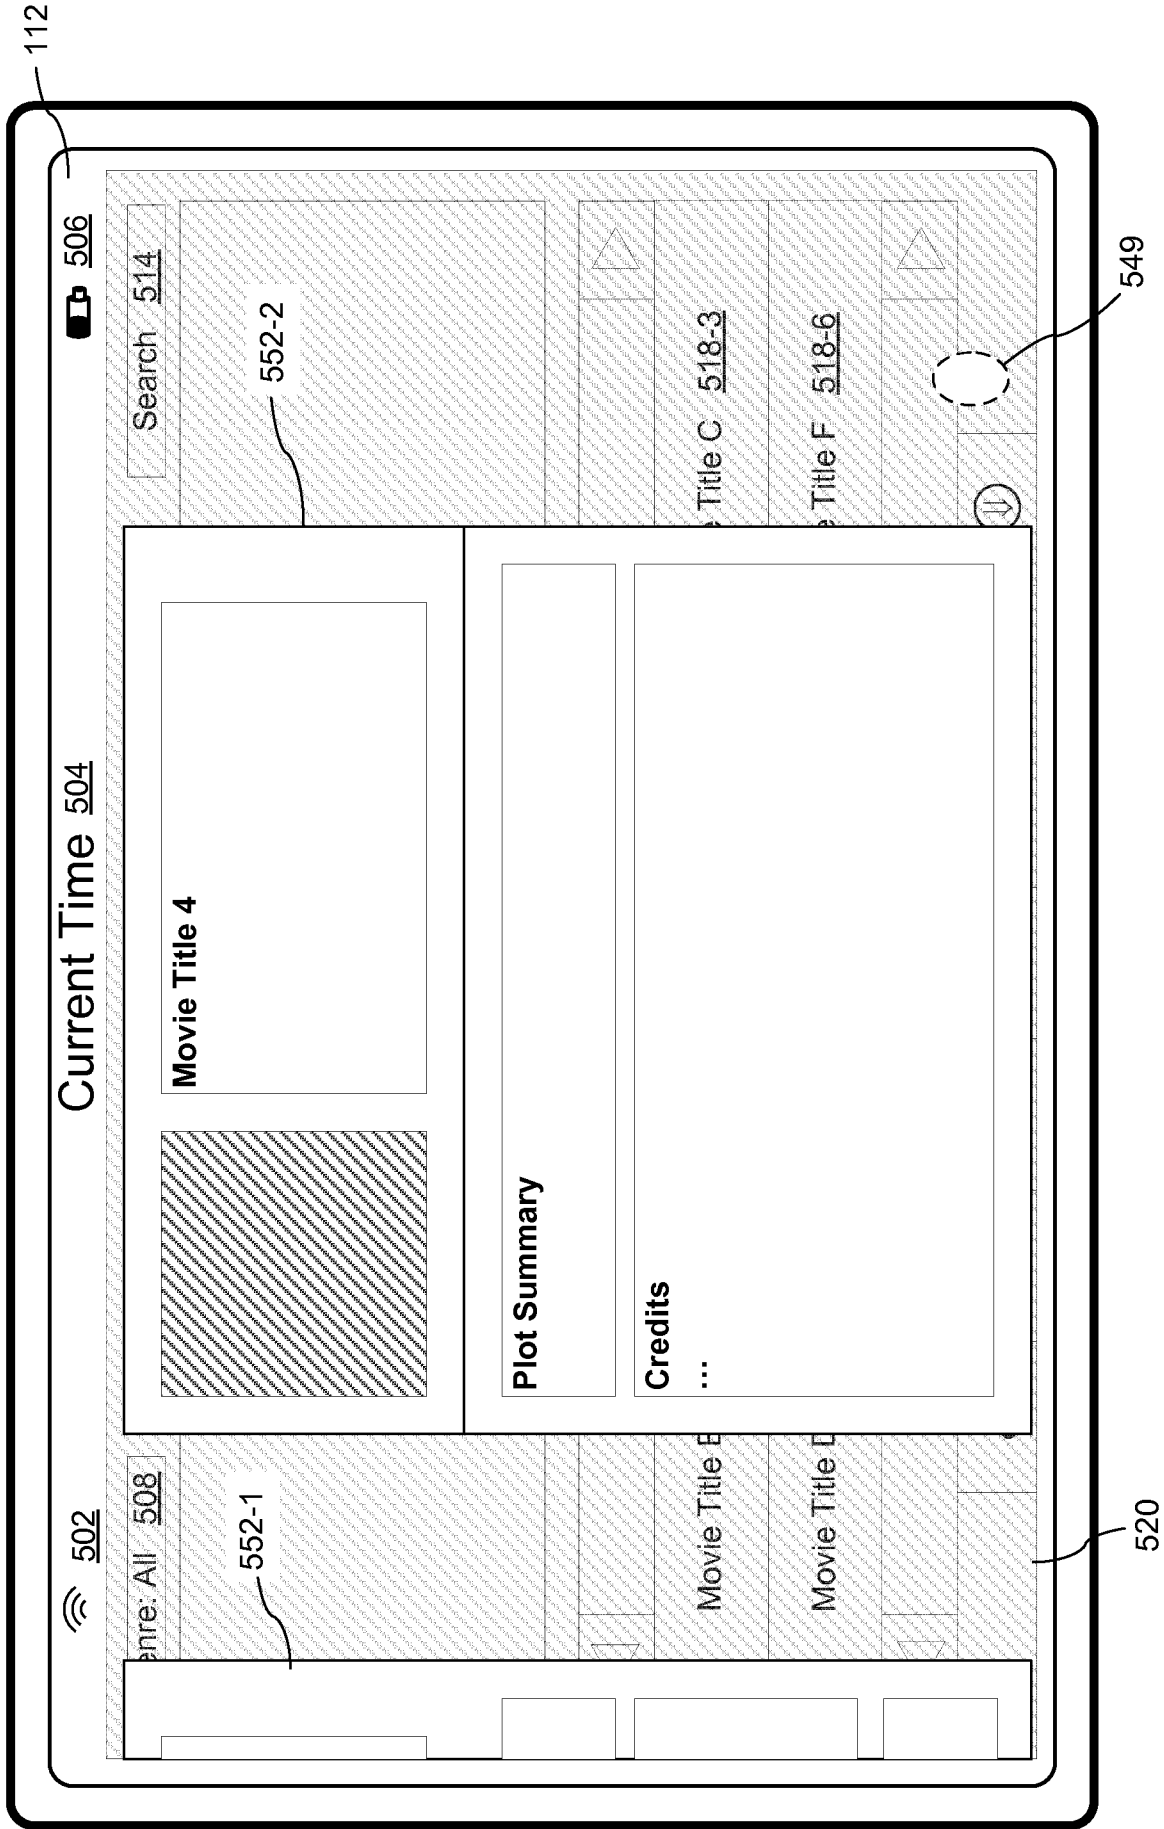 112
502
Current Time 504
506
enre: All 508
Search 514
552-1
552-2
Movie Title 4
Plot Summary
Credits
...
Movie Title B
e Title C 518-3
Movie Title D
e Title F 518-6
520
549